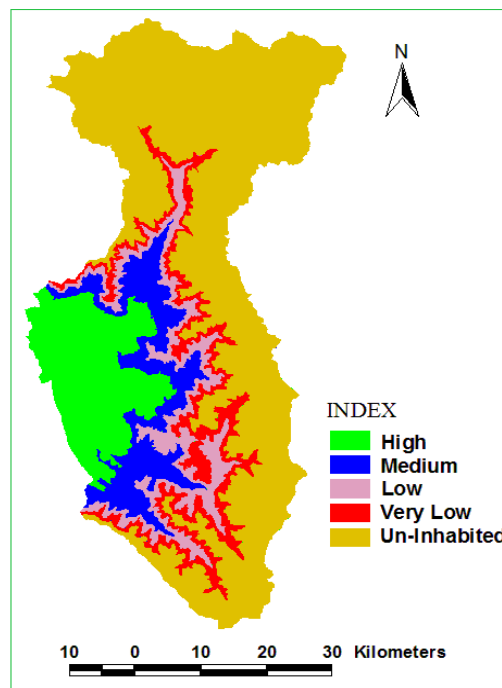 N
INDEX
High
Medium
Low
Very Low
Un-Inhabited
10 0 10 20 30 Kilometers